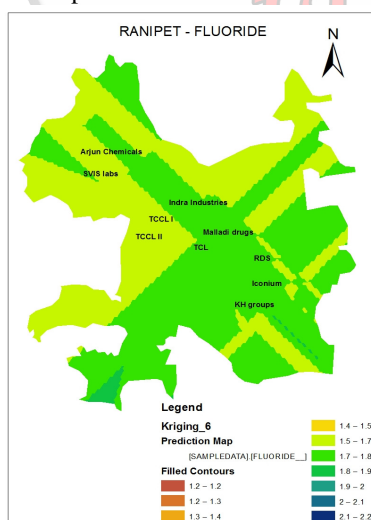 RANIPET - FLUORIDE
N
Arjun Chemicals
SVIS labs
Indra Industries
TCCL I
TCCL II
Malladi drugs
TCL
RDS
Iconium
KH groups
Legend
Kriging_6
Prediction Map
[SAMPLEDATA].[FLUORIDE__]
Filled Contours
1.2 – 1.2
1.2 – 1.3
1.3 – 1.4
1.4 – 1.5
1.5 – 1.7
1.7 – 1.8
1.8 – 1.9
1.9 – 2
2 – 2.1
2.1 – 2.2